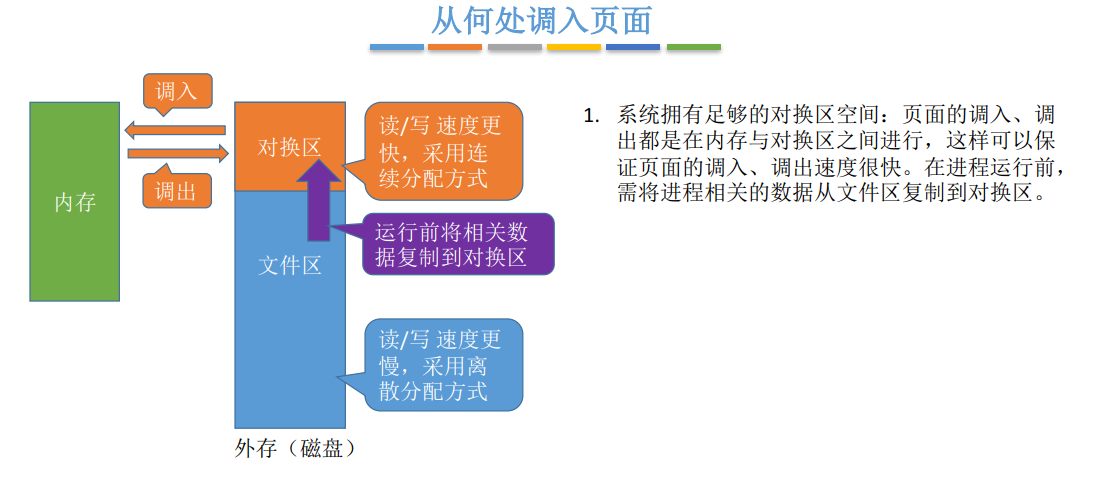 从何处调入页面
调入
对换区
读/写 速度更
快，采用连
续分配方式
调出
内存
运行前将相关数
据复制到对换区
文件区
读/写 速度更
慢，采用离
散分配方式
外存（磁盘）
1. 系统拥有足够的对换区空间：页面的调入、调
出都是在内存与对换区之间进行，这样可以保
证页面的调入、调出速度很快。在进程运行前，
需将进程相关的数据从文件区复制到对换区。